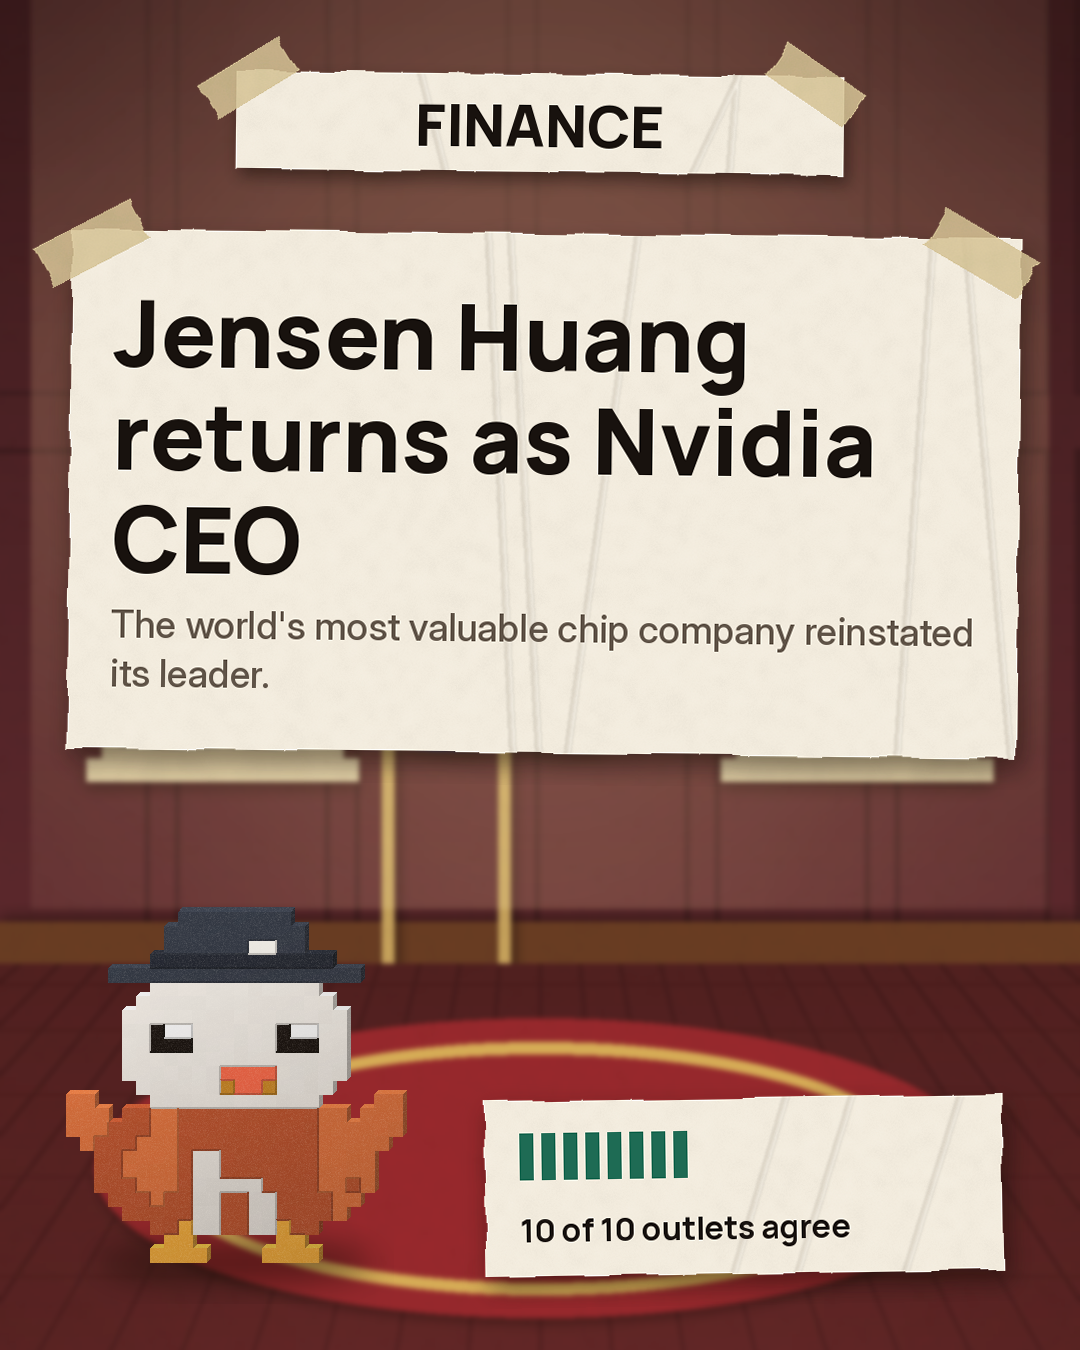 FINANCE
Jensen Huang
returns as Nvidia
CEO
The world's most valuable chip company reinstated
its leader.
h
10 of 10 outlets agree